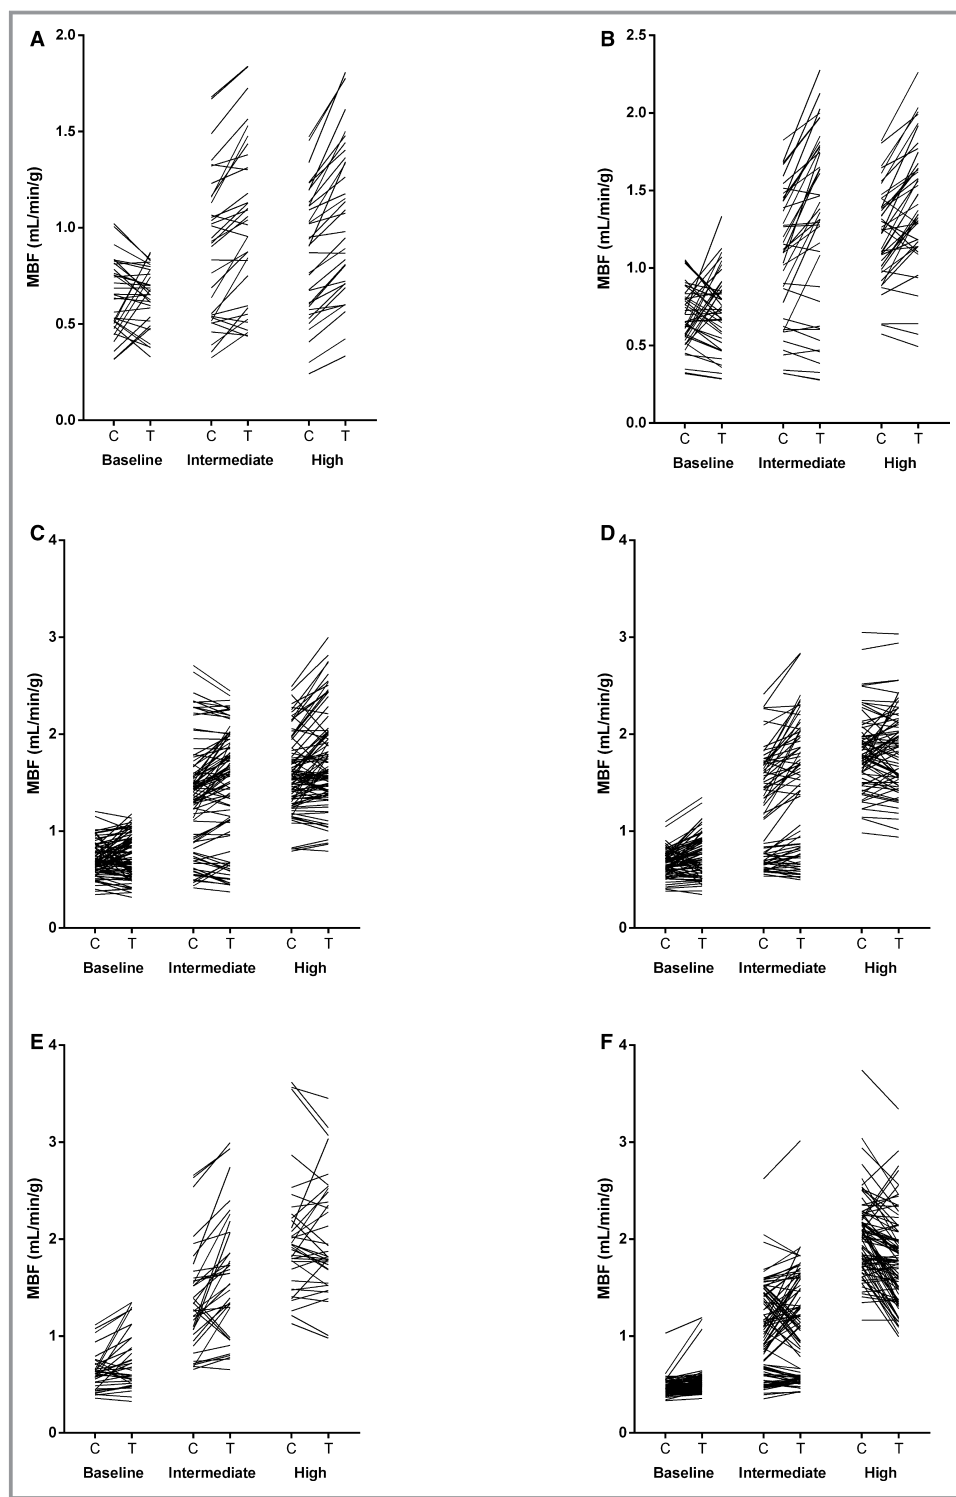 A
MBF (mL/min/g)
2.0
1.5
1.0
0.5
0.0
C T C T C T
Baseline Intermediate High
B
MBF (mL/min/g)
2.5
2.0
1.5
1.0
0.5
0.0
C T C T C T
Baseline Intermediate High
C
MBF (mL/min/g)
4
3
2
1
0
C T C T C T
Baseline Intermediate High
D
MBF (mL/min/g)
4
3
2
1
0
C T C T C T
Baseline Intermediate High
E
MBF (mL/min/g)
4
3
2
1
0
C T C T C T
Baseline Intermediate High
F
MBF (mL/min/g)
4
3
2
1
0
C T C T C T
Baseline Intermediate High